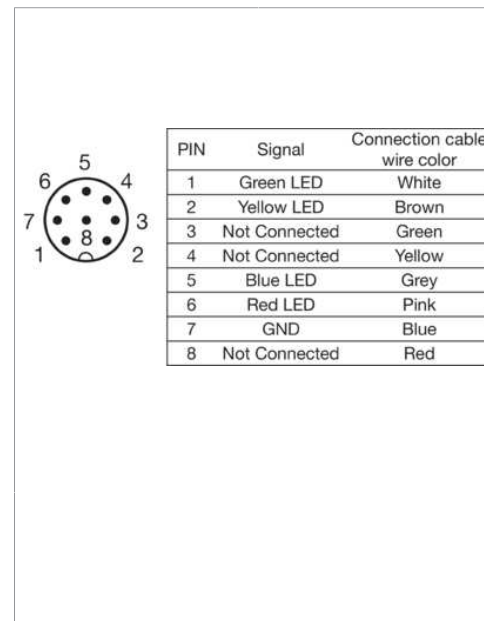 5
6 4
7 3
8
1 2
PIN Signal Connection cable wire color
1 Green LED White
2 Yellow LED Brown
3 Not Connected Green
4 Not Connected Yellow
5 Blue LED Grey
6 Red LED Pink
7 GND Blue
8 Not Connected Red